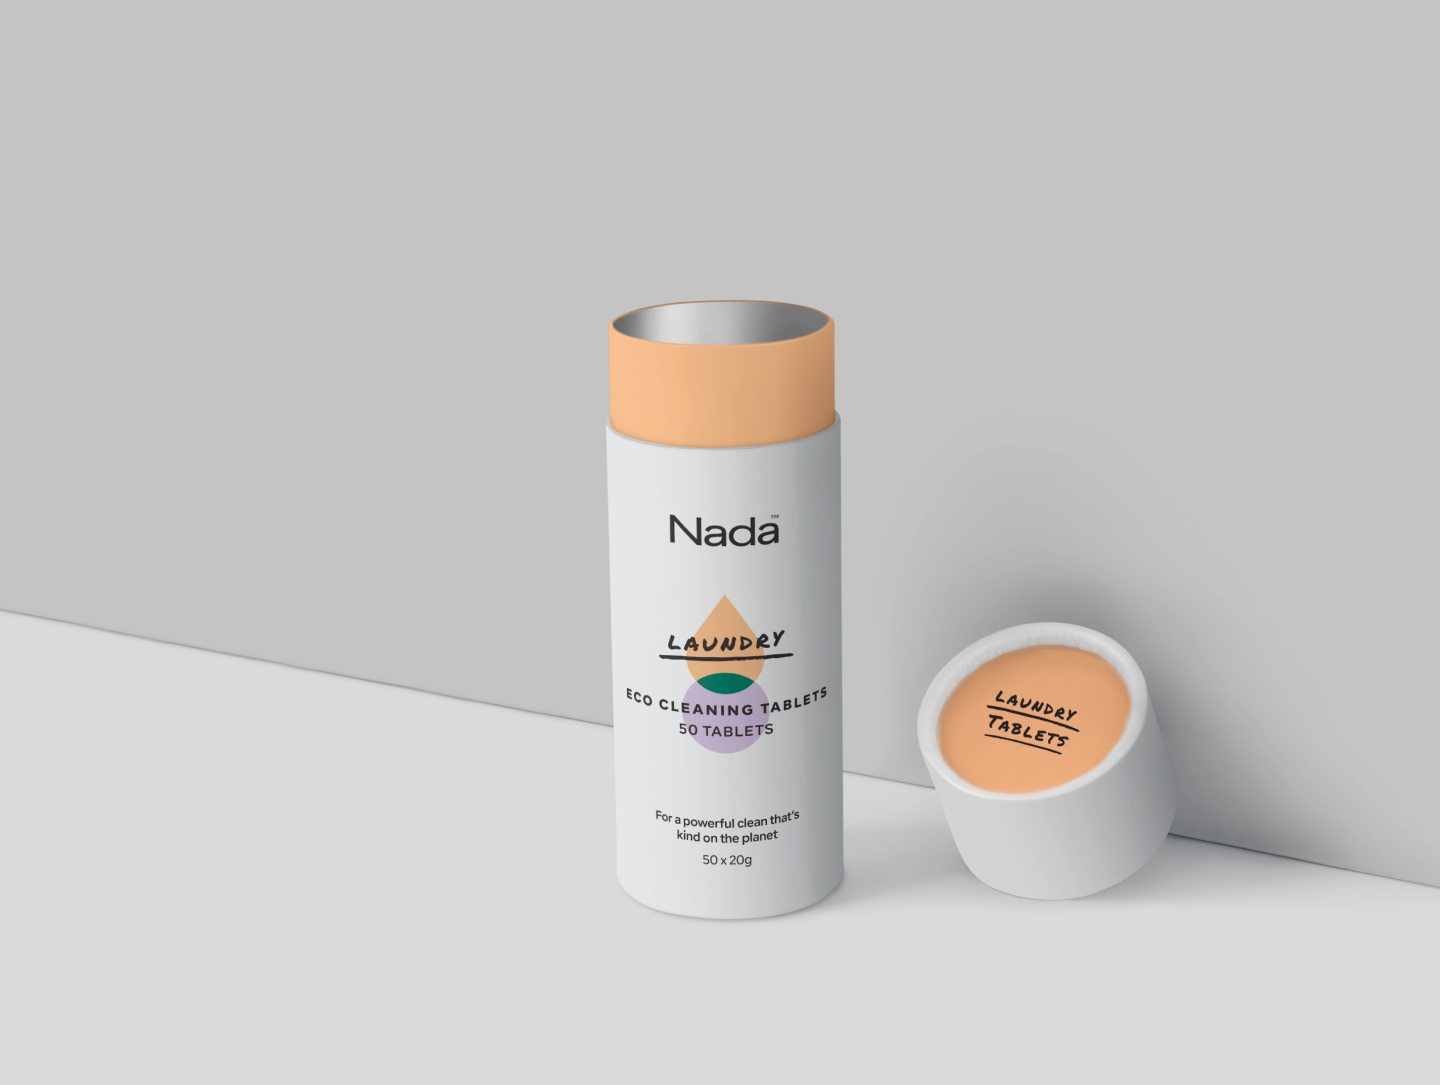 Nada™
LAUNDRY
ECO CLEANING TABLETS
50 TABLETS
For a powerful clean that's
kind on the planet
50 x 20g
LAUNDRY
TABLETS